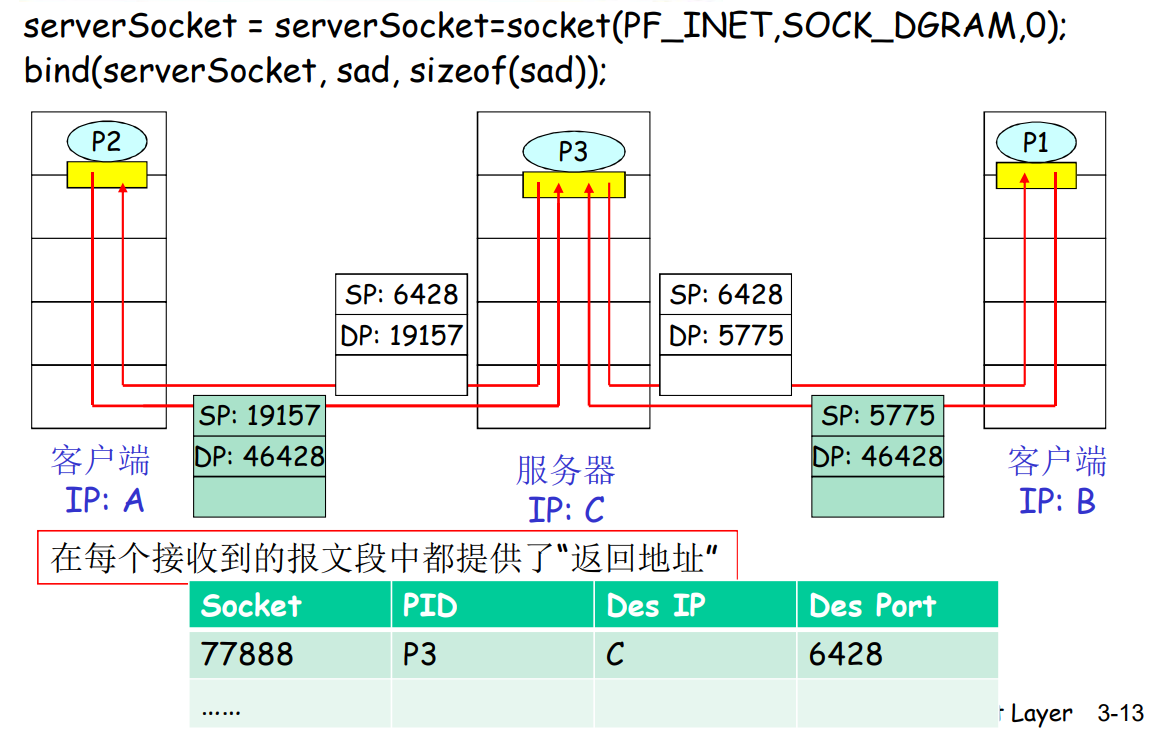 serverSocket = serverSocket=socket(PF_INET,SOCK_DGRAM,0);
bind(serverSocket, sad, sizeof(sad));
P2
P3
P1
SP: 6428
DP: 19157
SP: 6428
DP: 5775
SP: 19157
DP: 46428
SP: 5775
DP: 46428
客户端
IP: A
服务器
IP: C
客户端
IP: B
在每个接收到的报文段中都提供了“返回地址”
Socket PID Des IP Des Port
77888 P3 C 6428
……
Layer 3-13